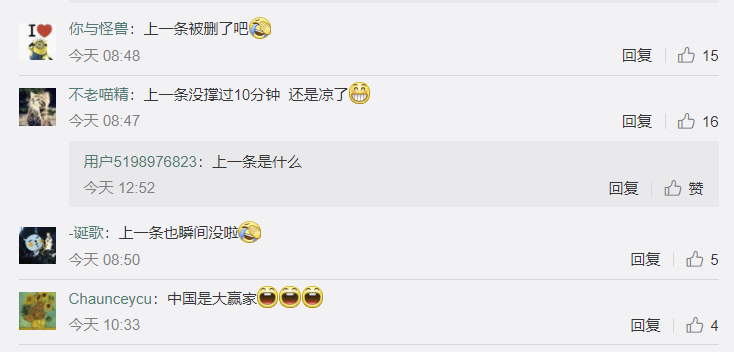 你与怪兽：上一条被删了吧
今天 08:48 回复 15
不老喵精：上一条没撑过10分钟 还是凉了
今天 08:47 回复 16
用户5198976823：上一条是什么
今天 12:52 回复 赞
-诞歌：上一条也瞬间没啦
今天 08:50 回复 5
Chaunceycu：中国是大赢家
今天 10:33 回复 4